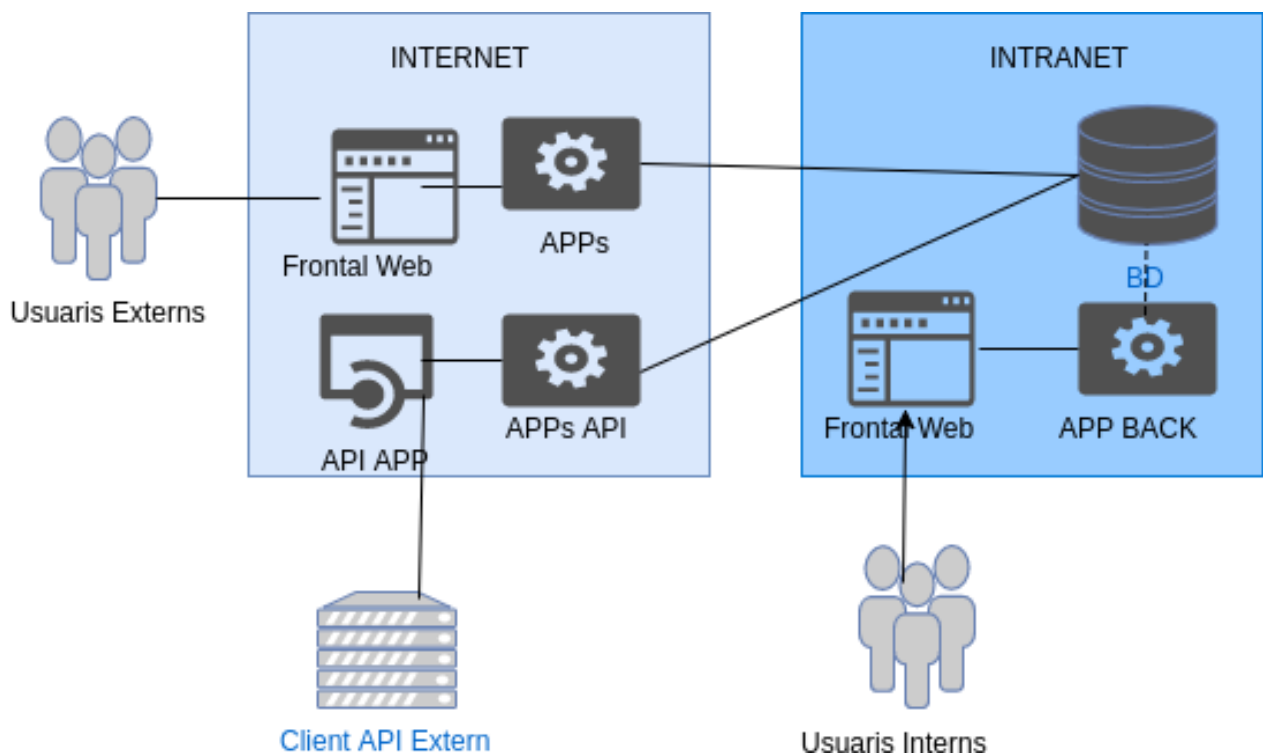 INTERNET
INTRANET
APPs
Frontal Web
BD
Usuaris Externs
APPs API
Frontal Web
APP BACK
API APP
Client API Extern
Usuaris Interns